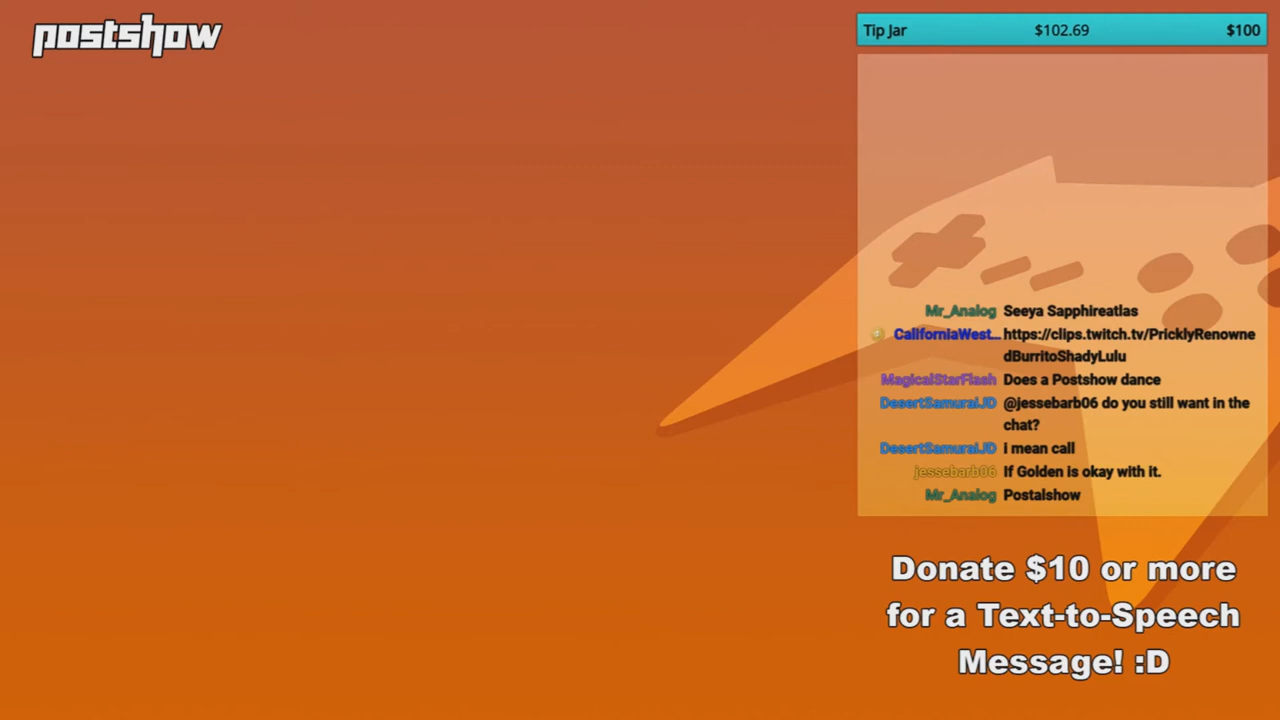 postshow
Tip Jar $102.69 $100
Mr_Analog Seeya Sapphireatlas
CaliforniaWest... https://clips.twitch.tv/PricklyRenowne
dBurritoShadyLulu
MagicalStarFlash Does a Postshow dance
DesertSamuraiJD @jessebarb06 do you still want in the
chat?
DesertSamuraiJD i mean call
jessebarb06 If Golden is okay with it.
Mr_Analog Postalshow
Donate $10 or more
for a Text-to-Speech
Message! :D